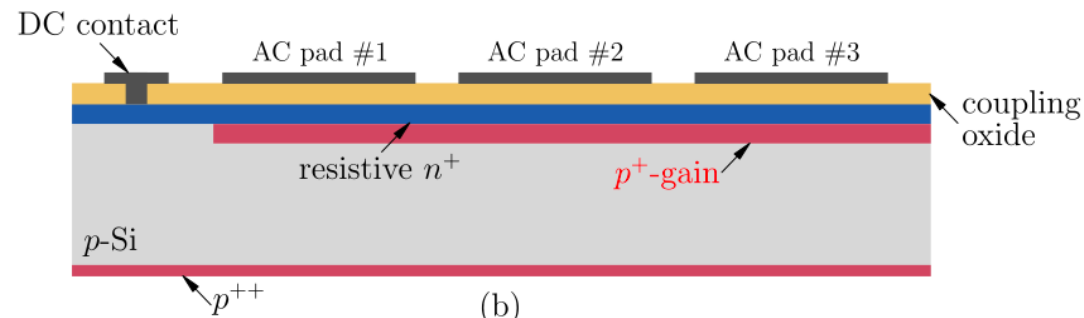 DC contact
AC pad #1
AC pad #2
AC pad #3
coupling
oxide
resistive n⁺
p⁺-gain
p-Si
p⁺⁺
(b)